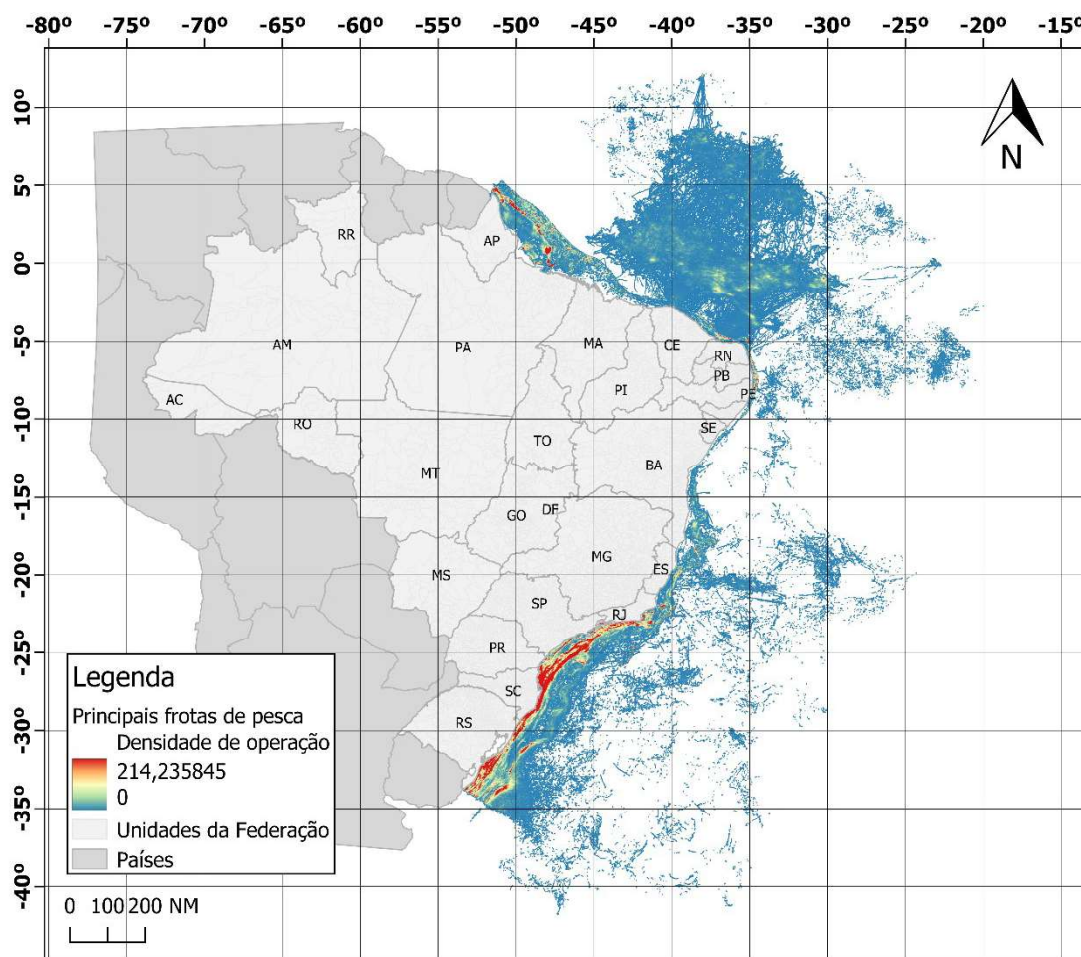 -80º -75º -70º -65º -60º -55º -50º -45º -40º -35º -30º -25º -20º -15º
10º
N
5º
RR
AP
0º
AM
PA
MA
CE
-5º
RN
PB
PI
PE
AC
RO
-10º
SE
TO
BA
MT
-15º
GO
DF
MG
MS
ES
-20º
SP
RJ
PR
-25º
SC
RS
-30º
-35º
-40º
Legenda
Principais frotas de pesca
Densidade de operação
214,235845
0
Unidades da Federação
Países
0 100 200 NM